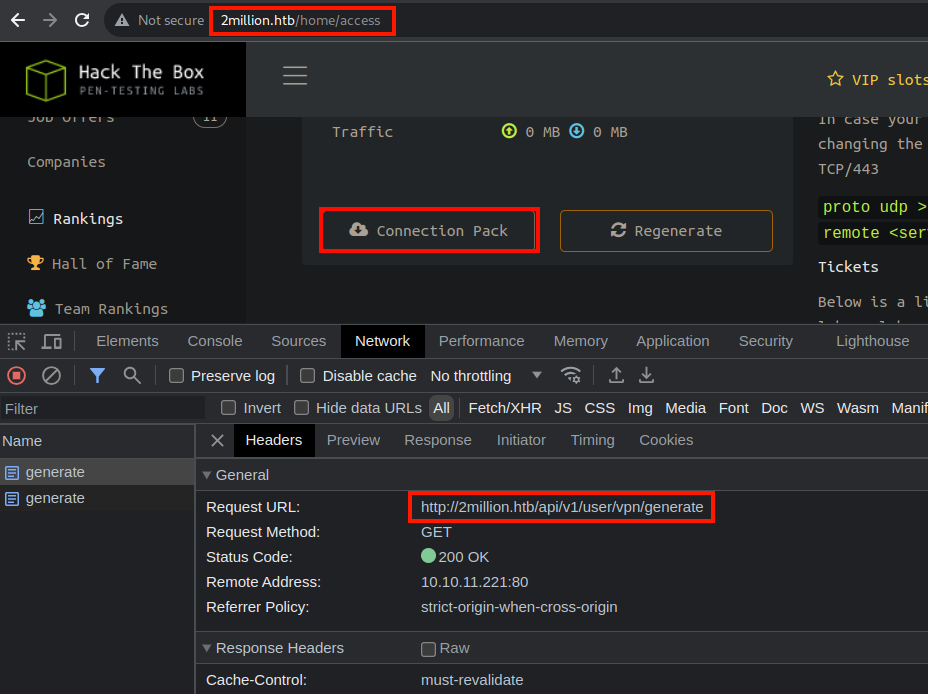 Not secure 2million.htb/home/access
Hack The Box
PEN-TESTING LABS
VIP slots
Job Offers 11
Companies
Rankings
Hall of Fame
Team Rankings
Traffic 0 MB 0 MB
Connection Pack Regenerate
In case your
changing the
TCP/443
proto udp >
remote <ser
Tickets
Below is a li
Elements Console Sources Network Performance Memory Application Security Lighthouse
Preserve log Disable cache No throttling
Filter Invert Hide data URLs All Fetch/XHR JS CSS Img Media Font Doc WS Wasm Manif
Name
generate
generate
Headers Preview Response Initiator Timing Cookies
General
Request URL: http://2million.htb/api/v1/user/vpn/generate
Request Method: GET
Status Code: 200 OK
Remote Address: 10.10.11.221:80
Referrer Policy: strict-origin-when-cross-origin
Response Headers Raw
Cache-Control: must-revalidate